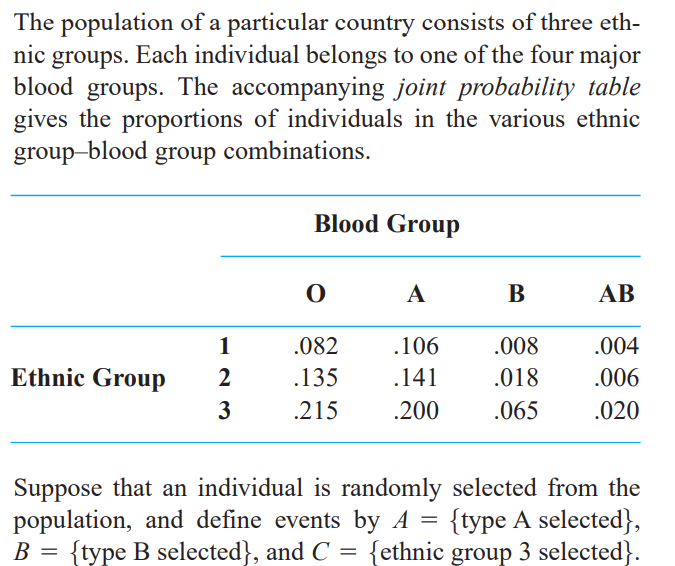 The population of a particular country consists of three eth-
nic groups. Each individual belongs to one of the four major
blood groups. The accompanying joint probability table
gives the proportions of individuals in the various ethnic
group–blood group combinations.
Blood Group
O A B AB
1 .082 .106 .008 .004
Ethnic Group 2 .135 .141 .018 .006
3 .215 .200 .065 .020
Suppose that an individual is randomly selected from the
population, and define events by A = {type A selected},
B = {type B selected}, and C = {ethnic group 3 selected}.